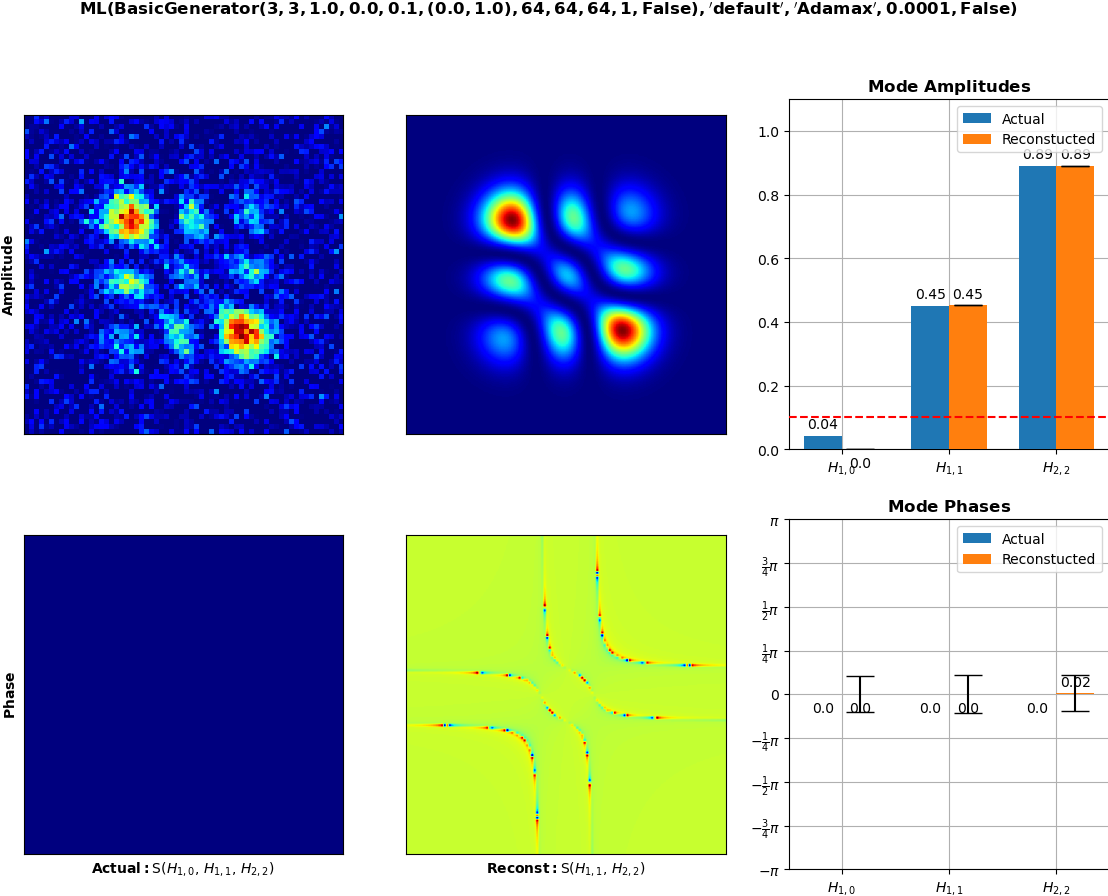 ML(BasicGenerator(3, 3, 1.0, 0.0, 0.1, (0.0, 1.0), 64, 64, 64, 1, False), 'default', 'Adamax', 0.0001, False)
Amplitude
Mode Amplitudes
Actual
Reconstucted
1.0
0.8
0.6
0.4
0.2
0.0
0.04
0.0
0.45
0.45
0.89
0.89
H1,0
H1,1
H2,2
Phase
Actual: S(H1,0, H1,1, H2,2)
Reconst: S(H1,1, H2,2)
Mode Phases
Actual
Reconstucted
π
3/4π
1/2π
1/4π
0
−1/4π
−1/2π
−3/4π
−π
0.0
0.0
0.0
0.0
0.0
0.02
H1,0
H1,1
H2,2